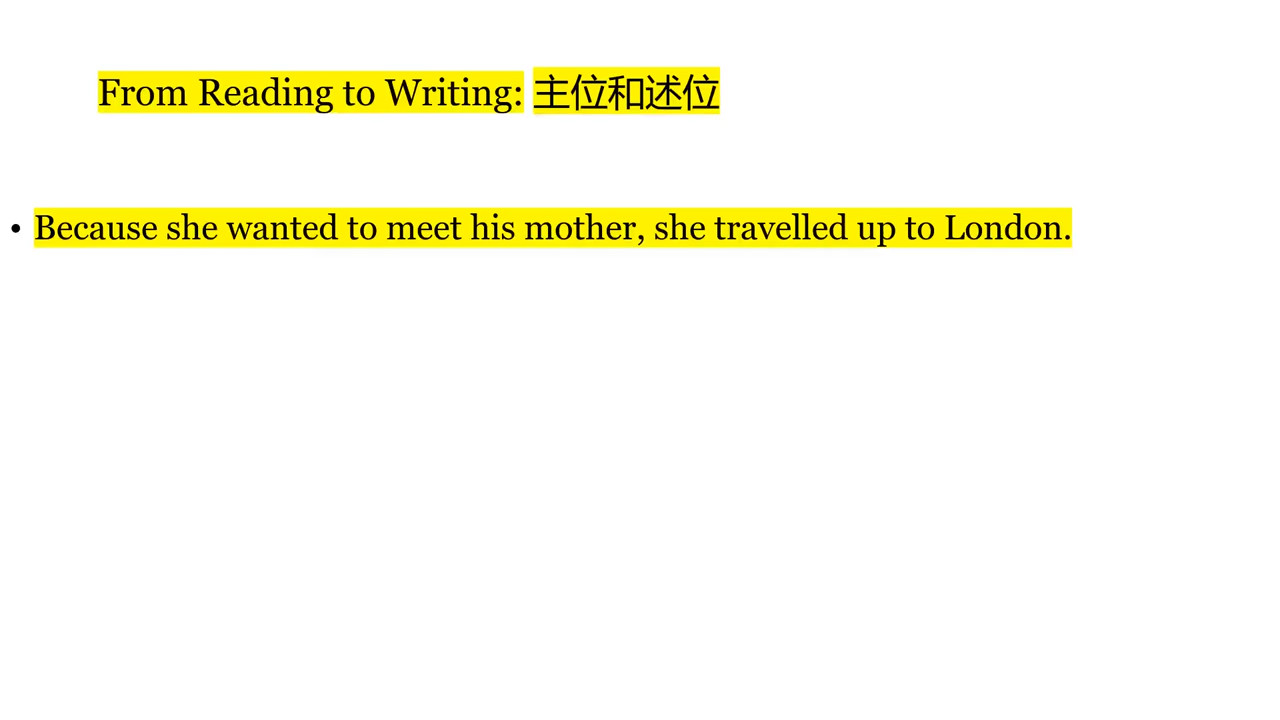 From Reading to Writing: 主位和述位
• Because she wanted to meet his mother, she travelled up to London.